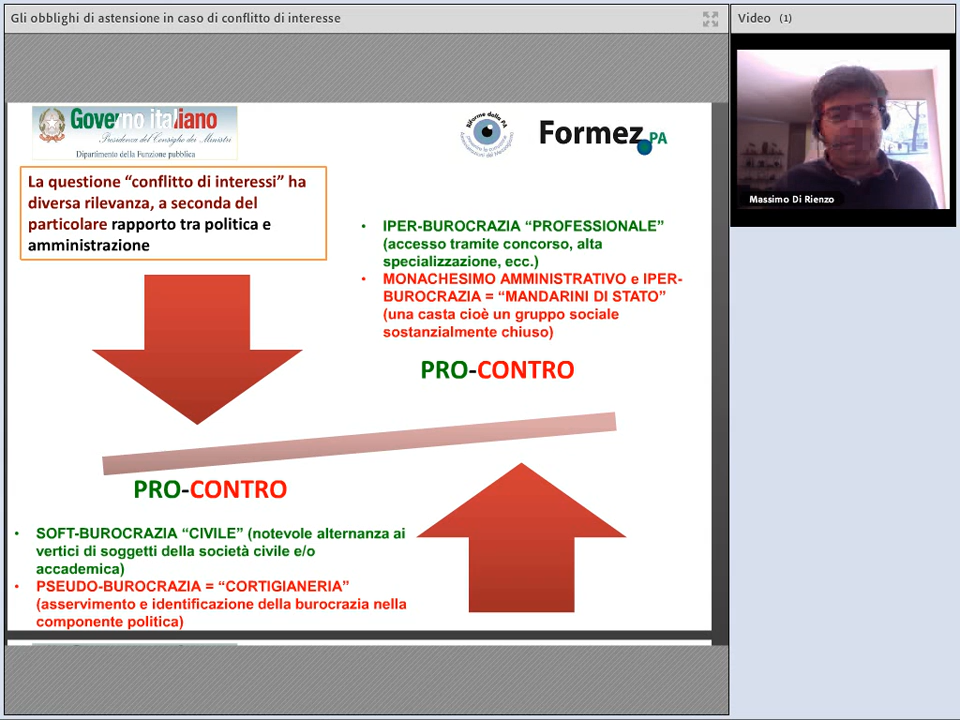 Gli obblighi di astensione in caso di conflitto di interesse
Video (1)
Massimo Di Rienzo
Governo italiano
Presidenza del Consiglio dei Ministri
Dipartimento della Funzione pubblica
Riforme della PA
Formez PA
La questione “conflitto di interessi” ha
diversa rilevanza, a seconda del
particolare rapporto tra politica e
amministrazione
• IPER-BUROCRAZIA “PROFESSIONALE”
(accesso tramite concorso, alta
specializzazione, ecc.)
• MONACHESIMO AMMINISTRATIVO e IPER-
BUROCRAZIA = “MANDARINI DI STATO”
(una casta cioè un gruppo sociale
sostanzialmente chiuso)
PRO-CONTRO
PRO-CONTRO
• SOFT-BUROCRAZIA “CIVILE” (notevole alternanza ai
vertici di soggetti della società civile e/o
accademica)
• PSEUDO-BUROCRAZIA = “CORTIGIANERIA”
(asservimento e identificazione della burocrazia nella
componente politica)